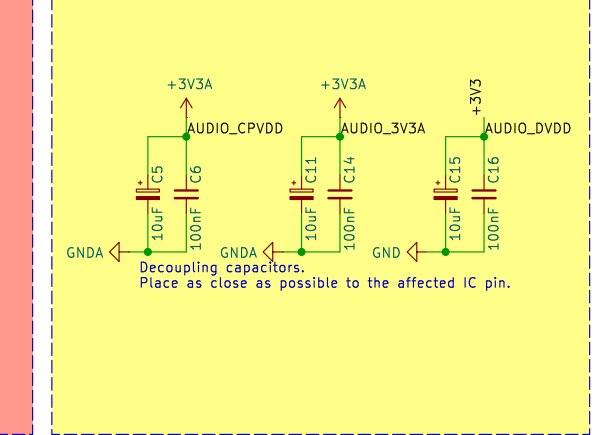 +3V3A
+3V3A
+3V3
AUDIO_CPVDD
AUDIO_3V3A
AUDIO_DVDD
C5
C6
C11
C14
C15
C16
10uF
100nF
10uF
100nF
10uF
100nF
GNDA
GNDA
GND
Decoupling capacitors.
Place as close as possible to the affected IC pin.